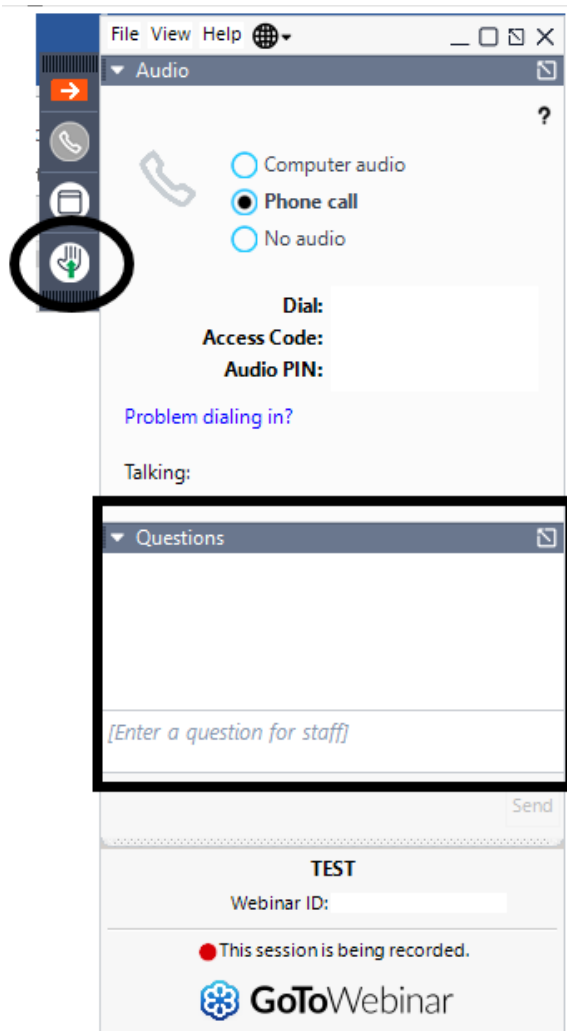 File View Help
Audio
?
Computer audio
Phone call
No audio
Dial:
Access Code:
Audio PIN:
Problem dialing in?
Talking:
Questions
[Enter a question for staff]
Send
TEST
Webinar ID:
This session is being recorded.
GoToWebinar